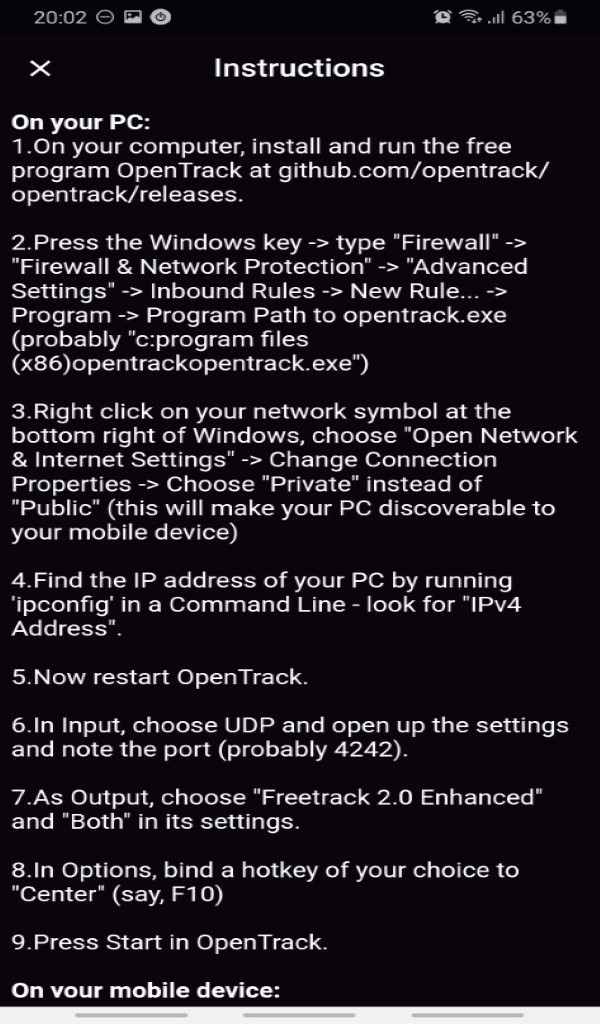 20:02
63%
Instructions
On your PC:
1.On your computer, install and run the free
program OpenTrack at github.com/opentrack/
opentrack/releases.
2.Press the Windows key -> type "Firewall" ->
"Firewall & Network Protection" -> "Advanced
Settings" -> Inbound Rules -> New Rule... ->
Program -> Program Path to opentrack.exe
(probably "c:program files
(x86)opentrackopentrack.exe")
3.Right click on your network symbol at the
bottom right of Windows, choose "Open Network
& Internet Settings" -> Change Connection
Properties -> Choose "Private" instead of
"Public" (this will make your PC discoverable to
your mobile device)
4.Find the IP address of your PC by running
'ipconfig' in a Command Line - look for "IPv4
Address".
5.Now restart OpenTrack.
6.In Input, choose UDP and open up the settings
and note the port (probably 4242).
7.As Output, choose "Freetrack 2.0 Enhanced"
and "Both" in its settings.
8.In Options, bind a hotkey of your choice to
"Center" (say, F10)
9.Press Start in OpenTrack.
On your mobile device: